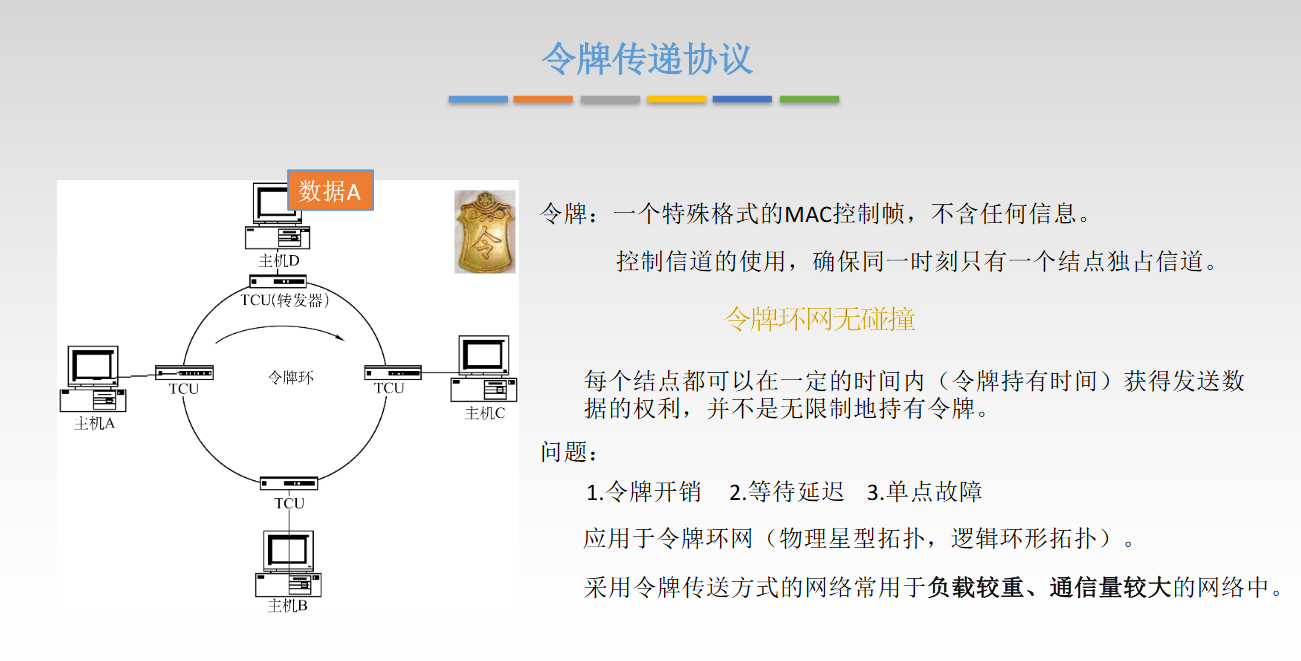 令牌传递协议
数据A
主机D
TCU(转发器)
令
令牌环
TCU
TCU
主机A
主机C
TCU
主机B
令牌：一个特殊格式的MAC控制帧，不含任何信息。
控制信道的使用，确保同一时刻只有一个结点独占信道。
令牌环网无碰撞
每个结点都可以在一定的时间内（令牌持有时间）获得发送数
据的权利，并不是无限制地持有令牌。
问题：
1.令牌开销 2.等待延迟 3.单点故障
应用于令牌环网（物理星型拓扑，逻辑环形拓扑）。
采用令牌传送方式的网络常用于负载较重、通信量较大的网络中。